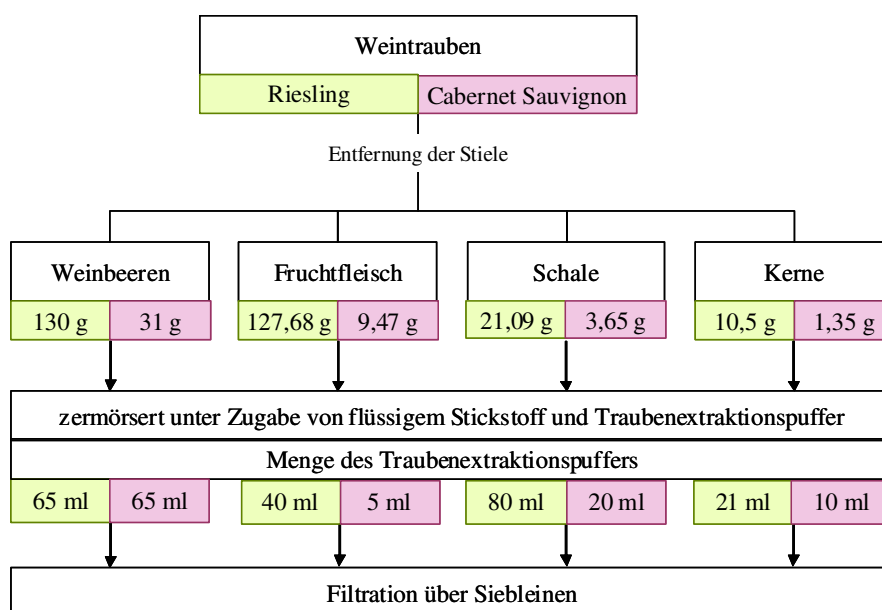 Weintrauben
Riesling Cabernet Sauvignon
Entfernung der Stiele
Weinbeeren Fruchtfleisch Schale Kerne
130 g 31 g 127,68 g 9,47 g 21,09 g 3,65 g 10,5 g 1,35 g
zermörsert unter Zugabe von flüssigem Stickstoff und Traubenextraktionspuffer
Menge des Traubenextraktionspuffers
65 ml 65 ml 40 ml 5 ml 80 ml 20 ml 21 ml 10 ml
Filtration über Siebleinen